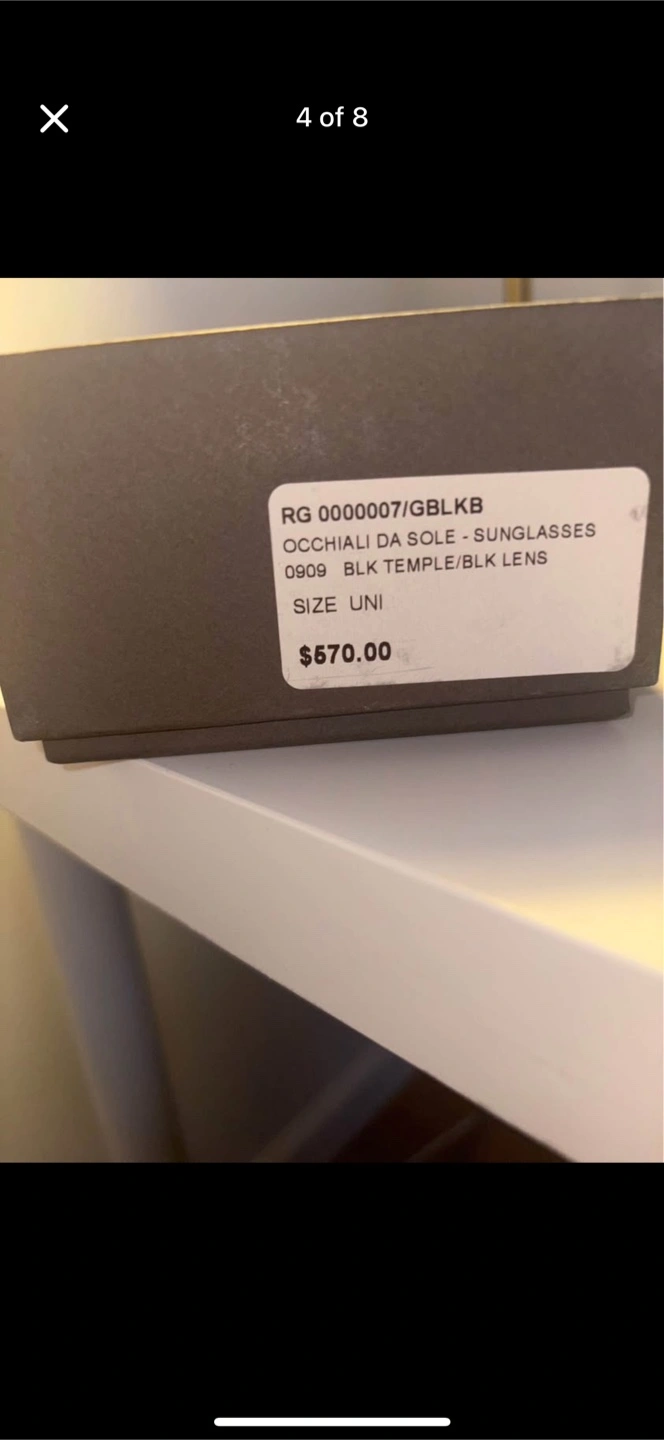 4 of 8
RG 0000007/GBLKB
OCCHIALI DA SOLE - SUNGLASSES
0909 BLK TEMPLE/BLK LENS
SIZE UNI
$570.00